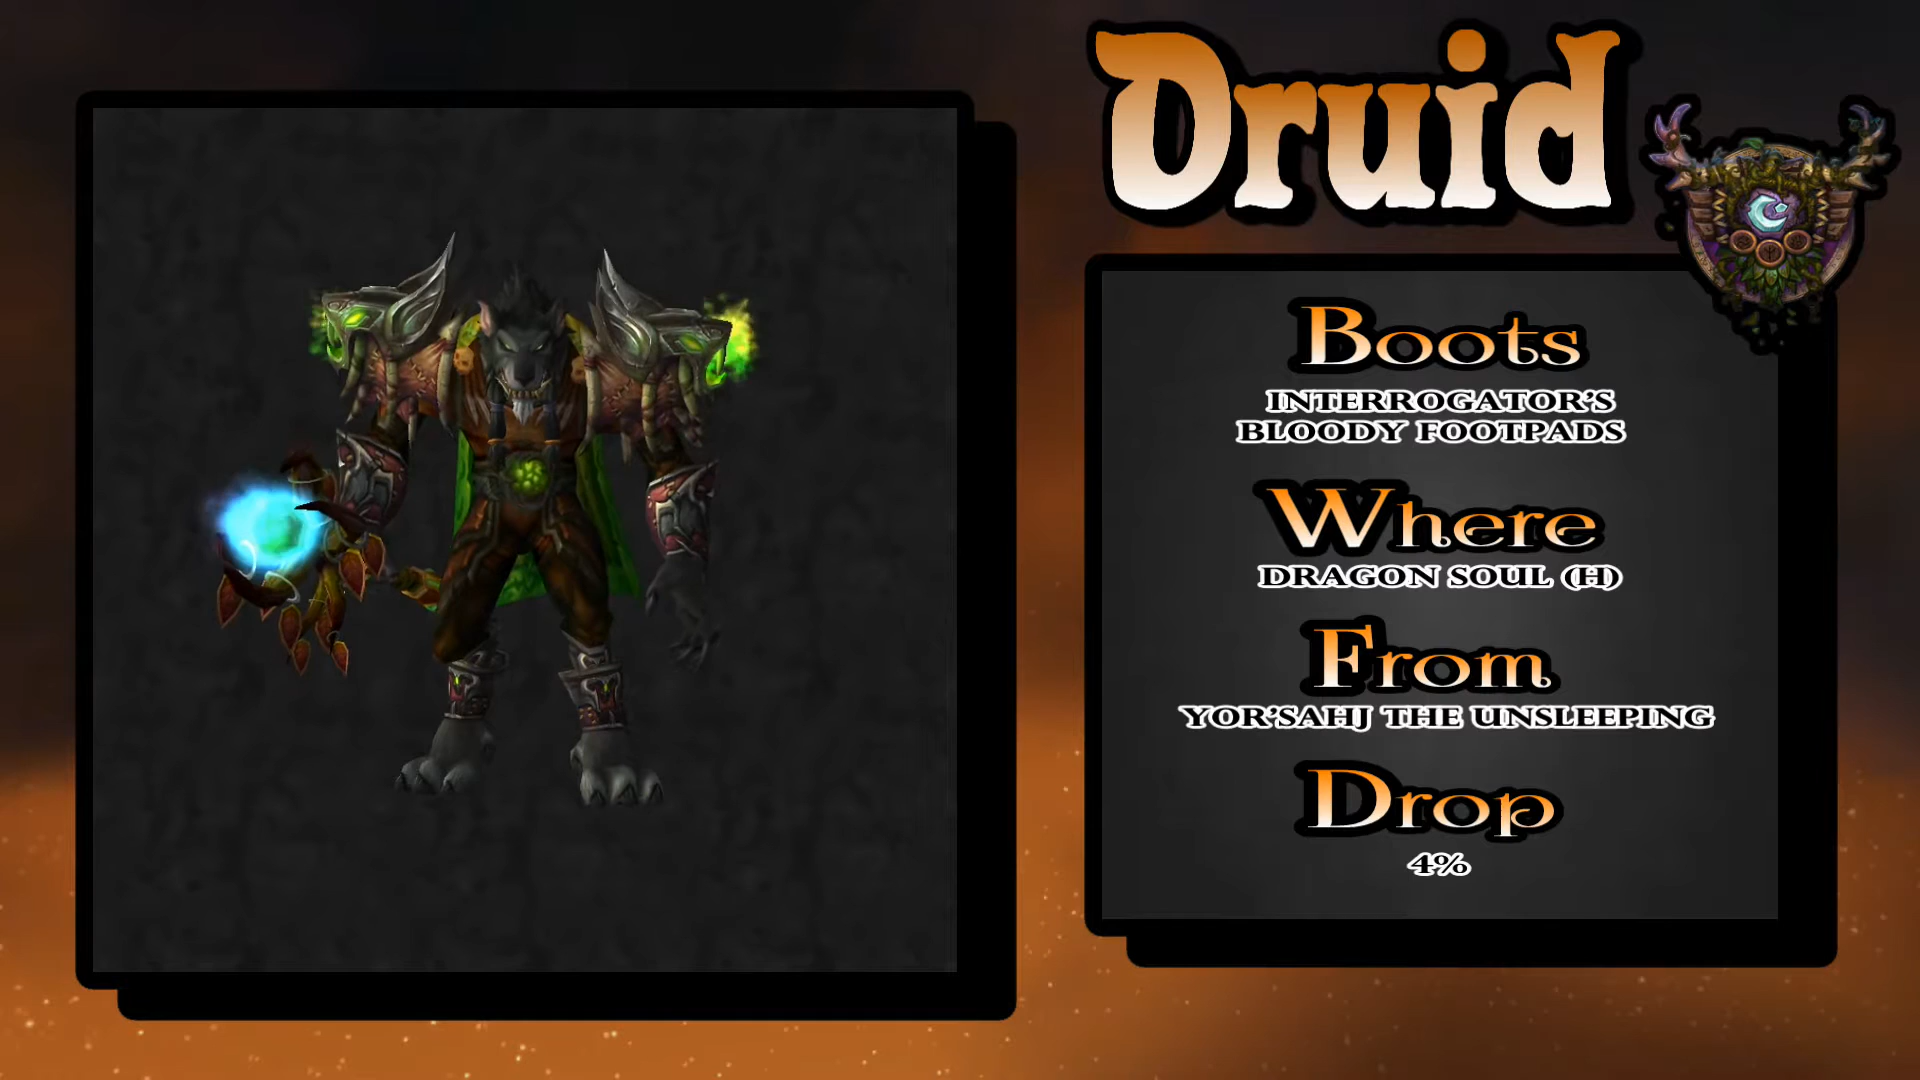 Druid
Boots
INTERROGATOR'S
BLOODY FOOTPADS
Where
DRAGON SOUL (H)
From
YOR'SAHJ THE UNSLEEPING
Drop
4%